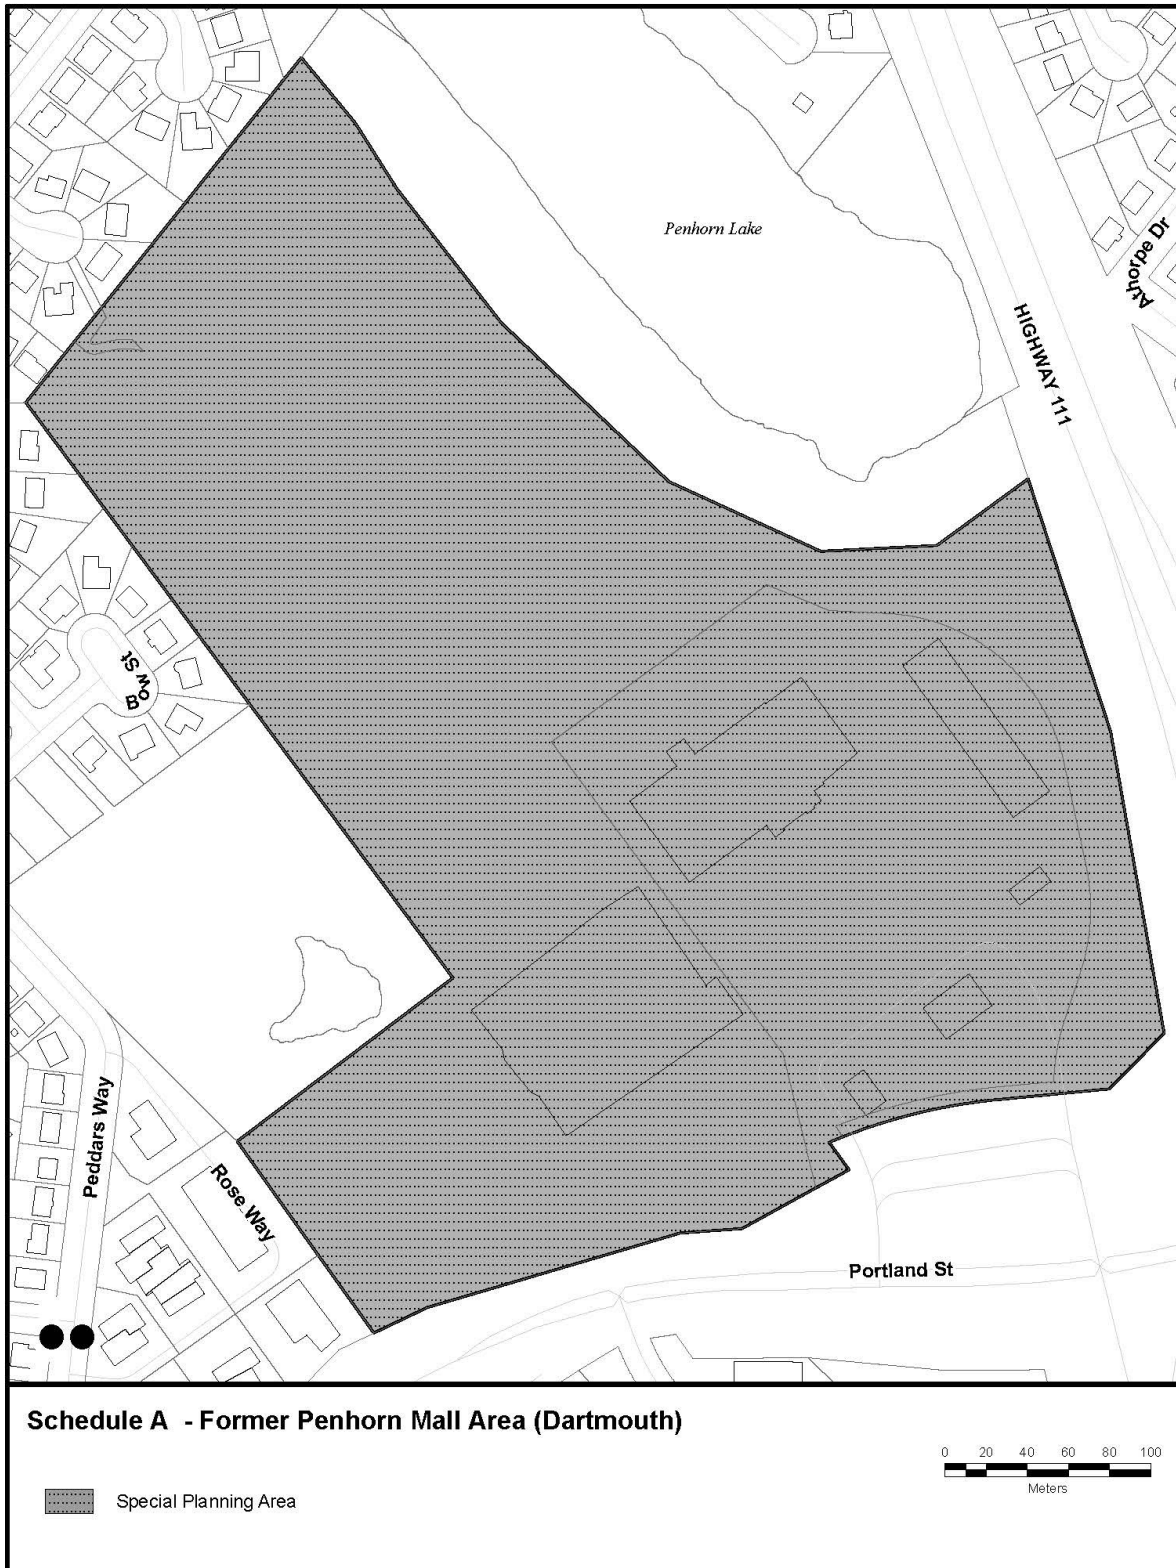 Penhorn Lake
Athorpe Dr
HIGHWAY 111
Bow St
Peddars Way
Rose Way
Portland St
Schedule A - Former Penhorn Mall Area (Dartmouth)
0 20 40 60 80 100
Meters
Special Planning Area